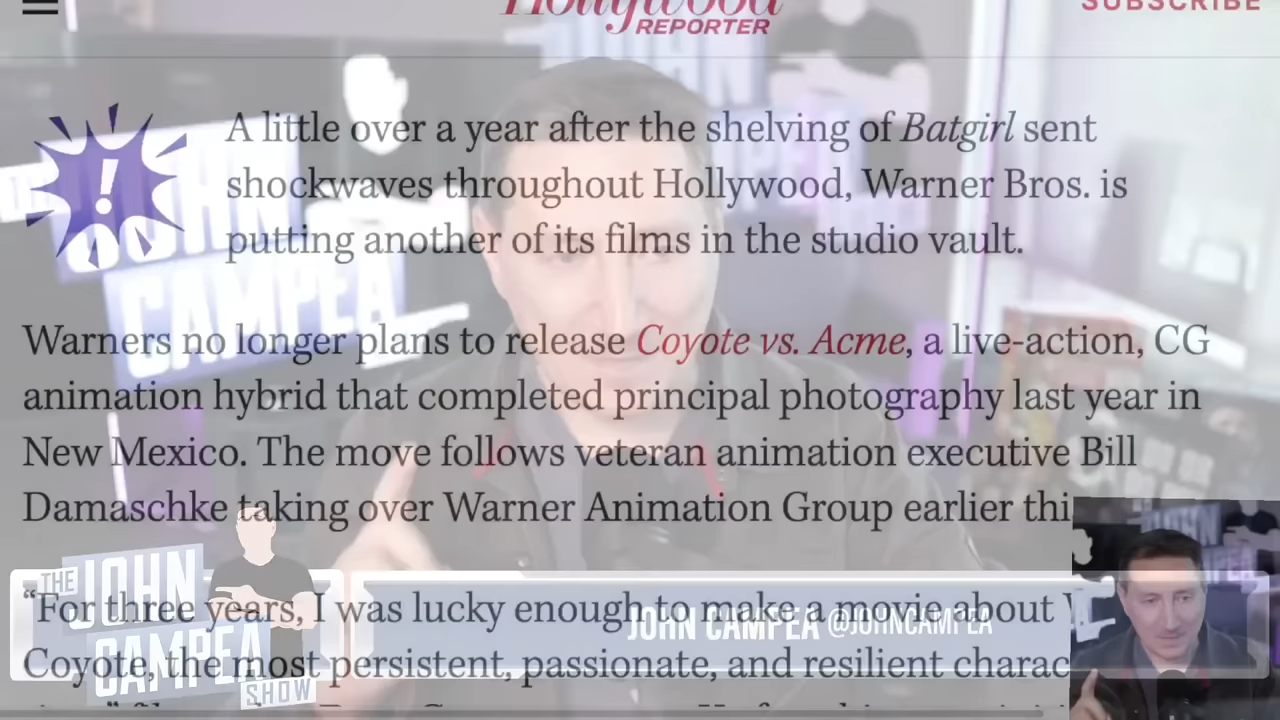 Hollywood
REPORTER
SUBSCRIBE
!
A little over a year after the shelving of Batgirl sent
shockwaves throughout Hollywood, Warner Bros. is
putting another of its films in the studio vault.
JOHN
CAMPEA
JOHN
Warners no longer plans to release Coyote vs. Acme, a live-action, CG
animation hybrid that completed principal photography last year in
New Mexico. The move follows veteran animation executive Bill
Damaschke taking over Warner Animation Group earlier thi
“For three years, I was lucky enough to make a movie about
Coyote, the most persistent, passionate, and resilient charac
THE
JOHN
CAMPEA
SHOW
JOHN CAMPEA @JOHNCAMPEA